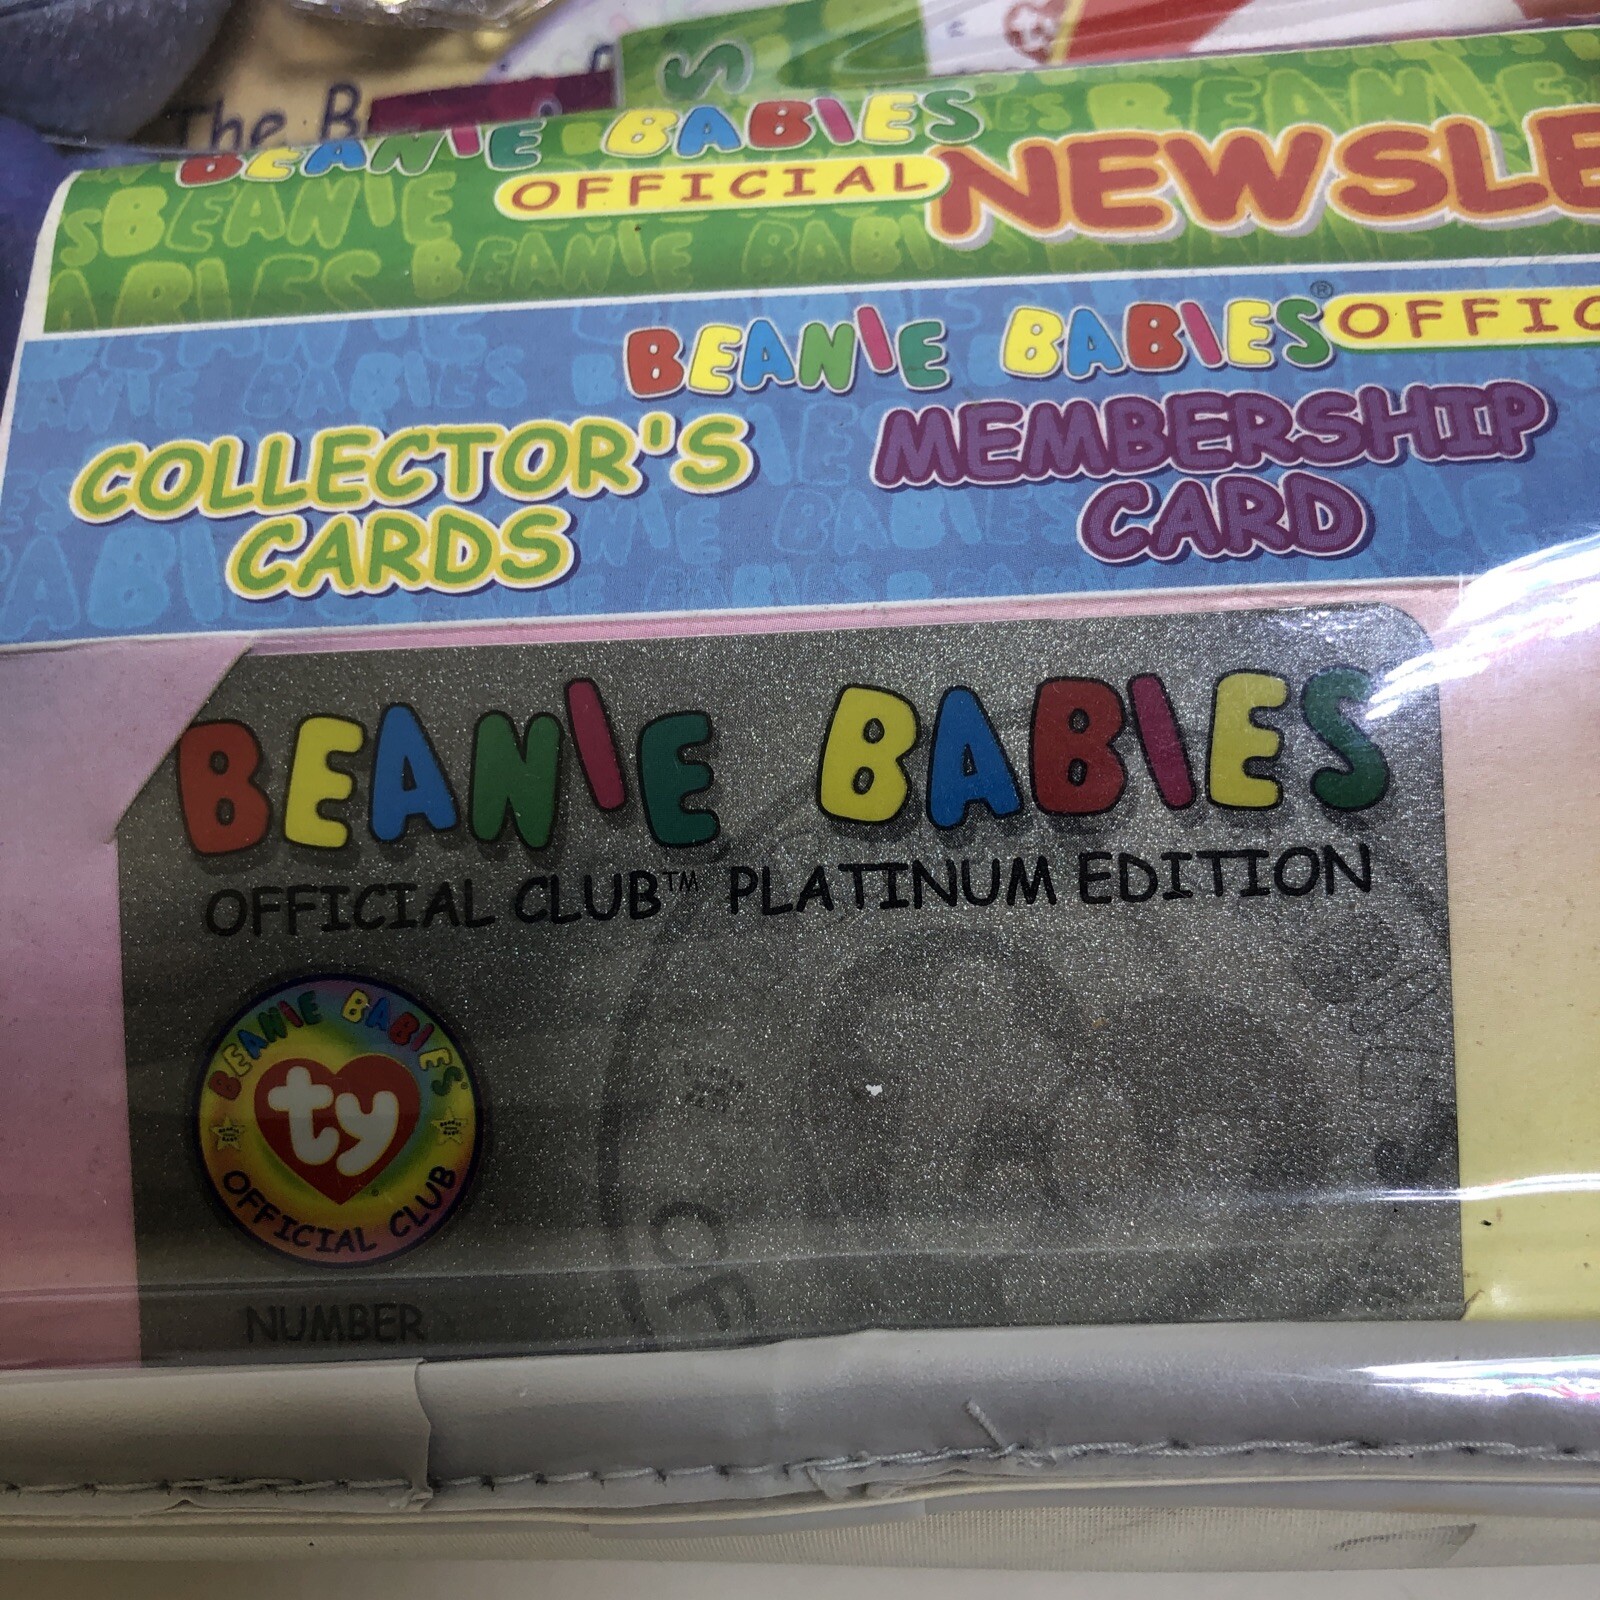 The B
BEANIE BABIES
OFFICIAL NEWSLE
BEANIE BABIES® OFFIC
COLLECTOR'S
CARDS
MEMBERSHIP
CARD
BEANIE BABIES
OFFICIAL CLUB™ PLATINUM EDITION
BEANIE BABIES
ty
OFFICIAL CLUB
NUMBER